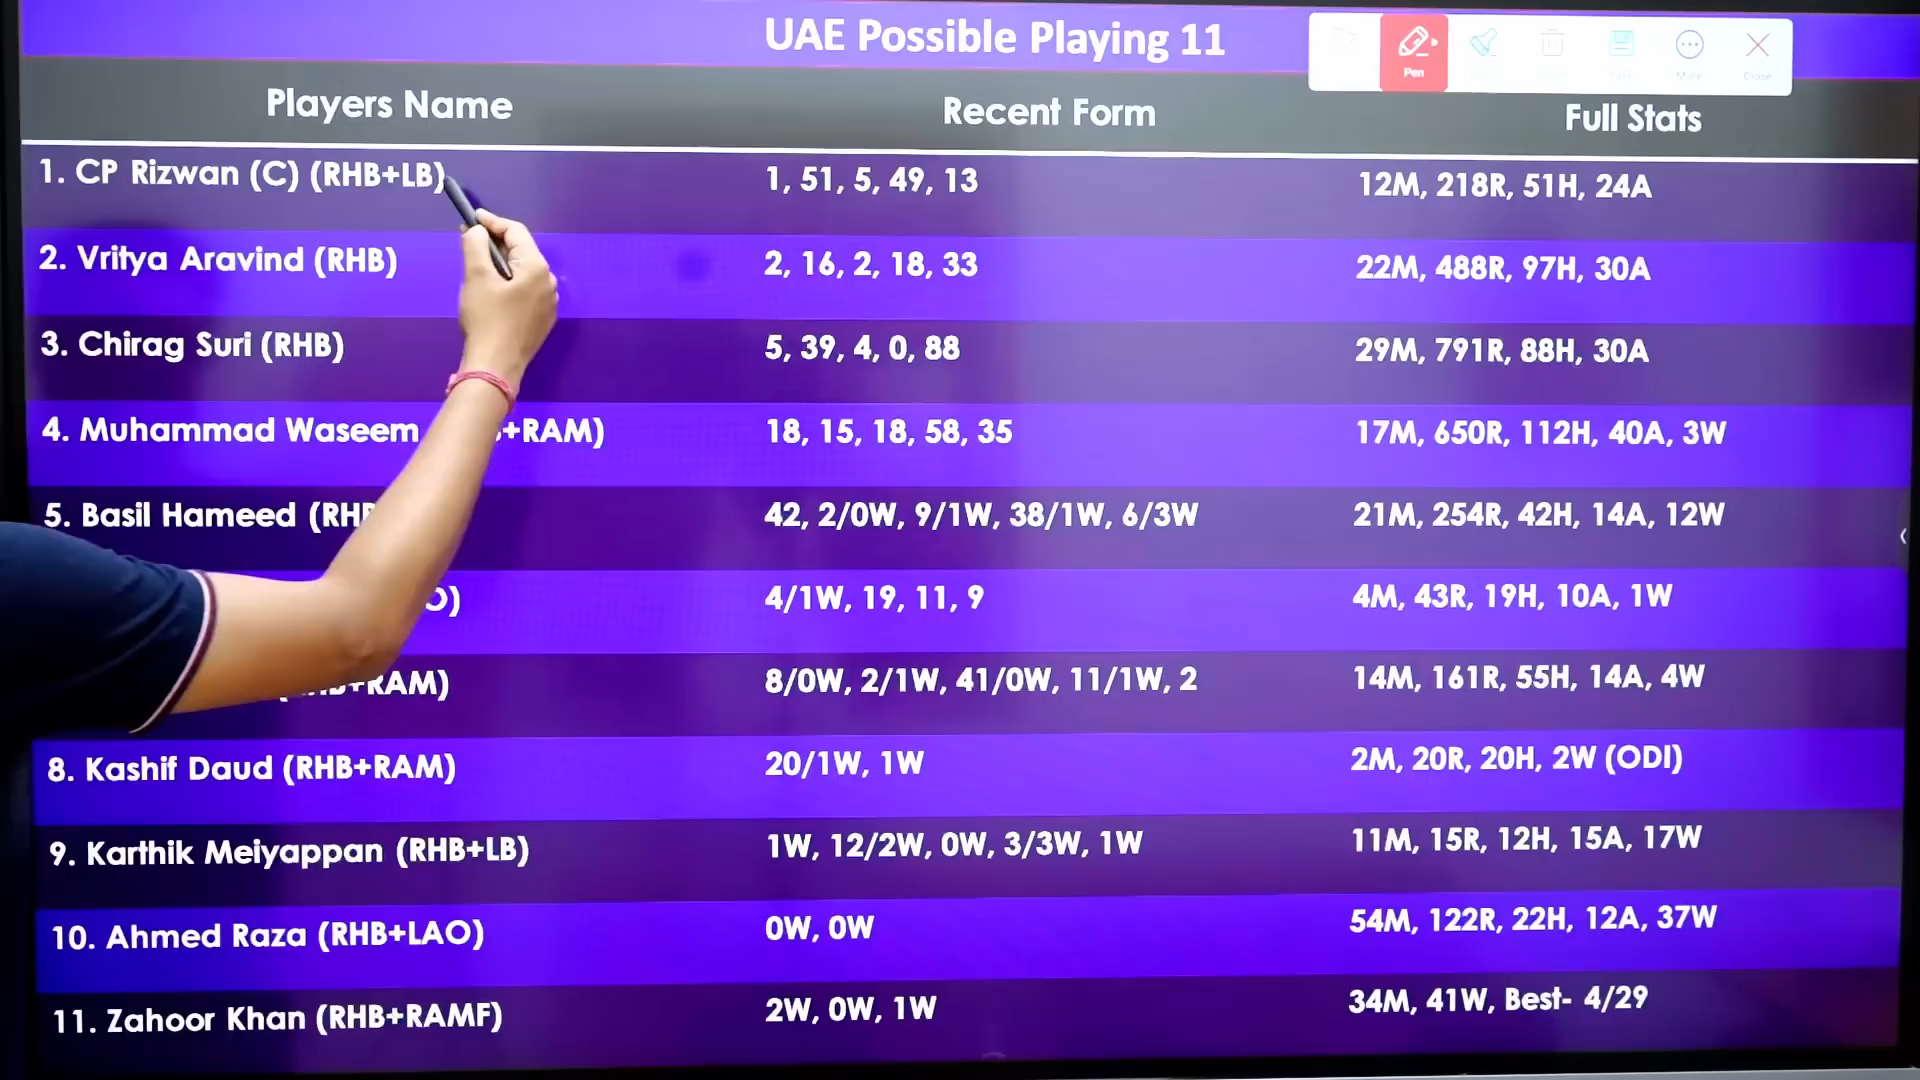 UAE Possible Playing 11
Pen
More
Close
Players Name Recent Form Full Stats
1. CP Rizwan (C) (RHB+LB) 1, 51, 5, 49, 13 12M, 218R, 51H, 24A
2. Vritya Aravind (RHB) 2, 16, 2, 18, 33 22M, 488R, 97H, 30A
3. Chirag Suri (RHB) 5, 39, 4, 0, 88 29M, 791R, 88H, 30A
4. Muhammad Waseem +RAM) 18, 15, 18, 58, 35 17M, 650R, 112H, 40A, 3W
5. Basil Hameed (RH 42, 2/0W, 9/1W, 38/1W, 6/3W 21M, 254R, 42H, 14A, 12W
O) 4/1W, 19, 11, 9 4M, 43R, 19H, 10A, 1W
+RAM) 8/0W, 2/1W, 41/0W, 11/1W, 2 14M, 161R, 55H, 14A, 4W
8. Kashif Daud (RHB+RAM) 20/1W, 1W 2M, 20R, 20H, 2W (ODI)
9. Karthik Meiyappan (RHB+LB) 1W, 12/2W, 0W, 3/3W, 1W 11M, 15R, 12H, 15A, 17W
10. Ahmed Raza (RHB+LAO) 0W, 0W 54M, 122R, 22H, 12A, 37W
11. Zahoor Khan (RHB+RAMF) 2W, 0W, 1W 34M, 41W, Best- 4/29